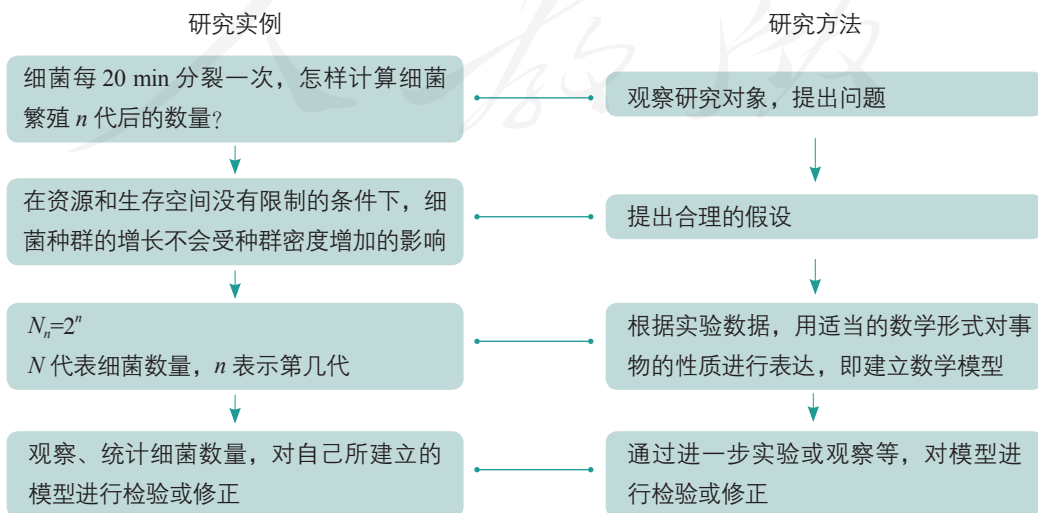 研究实例
研究方法
细菌每 20 min 分裂一次，怎样计算细菌
繁殖 n 代后的数量？
观察研究对象，提出问题
在资源和生存空间没有限制的条件下，细
菌种群的增长不会受种群密度增加的影响
提出合理的假设
Nₙ=2ⁿ
N 代表细菌数量，n 表示第几代
根据实验数据，用适当的数学形式对事
物的性质进行表达，即建立数学模型
观察、统计细菌数量，对自己所建立的
模型进行检验或修正
通过进一步实验或观察等，对模型进
行检验或修正
人教版